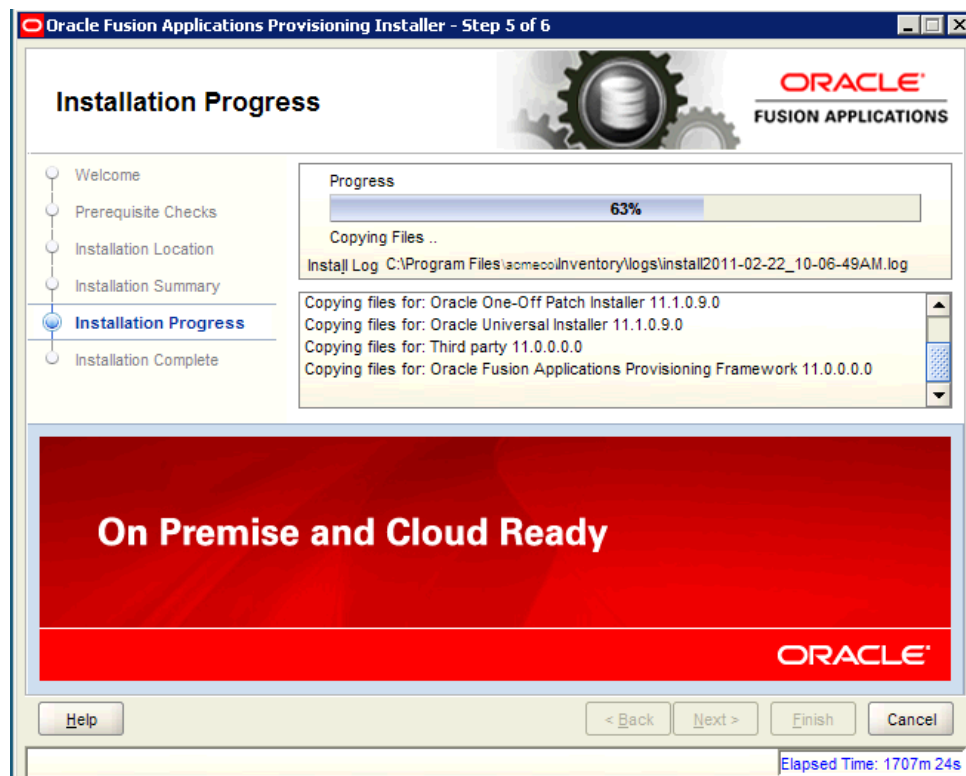 Oracle Fusion Applications Provisioning Installer - Step 5 of 6
Installation Progress
ORACLE
FUSION APPLICATIONS
Welcome
Prerequisite Checks
Installation Location
Installation Summary
Installation Progress
Installation Complete
Progress
63%
Copying Files ..
Install Log C:\Program Files\acmeco\Inventory\logs\install2011-02-22_10-06-49AM.log
Copying files for: Oracle One-Off Patch Installer 11.1.0.9.0
Copying files for: Oracle Universal Installer 11.1.0.9.0
Copying files for: Third party 11.0.0.0.0
Copying files for: Oracle Fusion Applications Provisioning Framework 11.0.0.0.0
On Premise and Cloud Ready
ORACLE
Help
< Back
Next >
Finish
Cancel
Elapsed Time: 1707m 24s